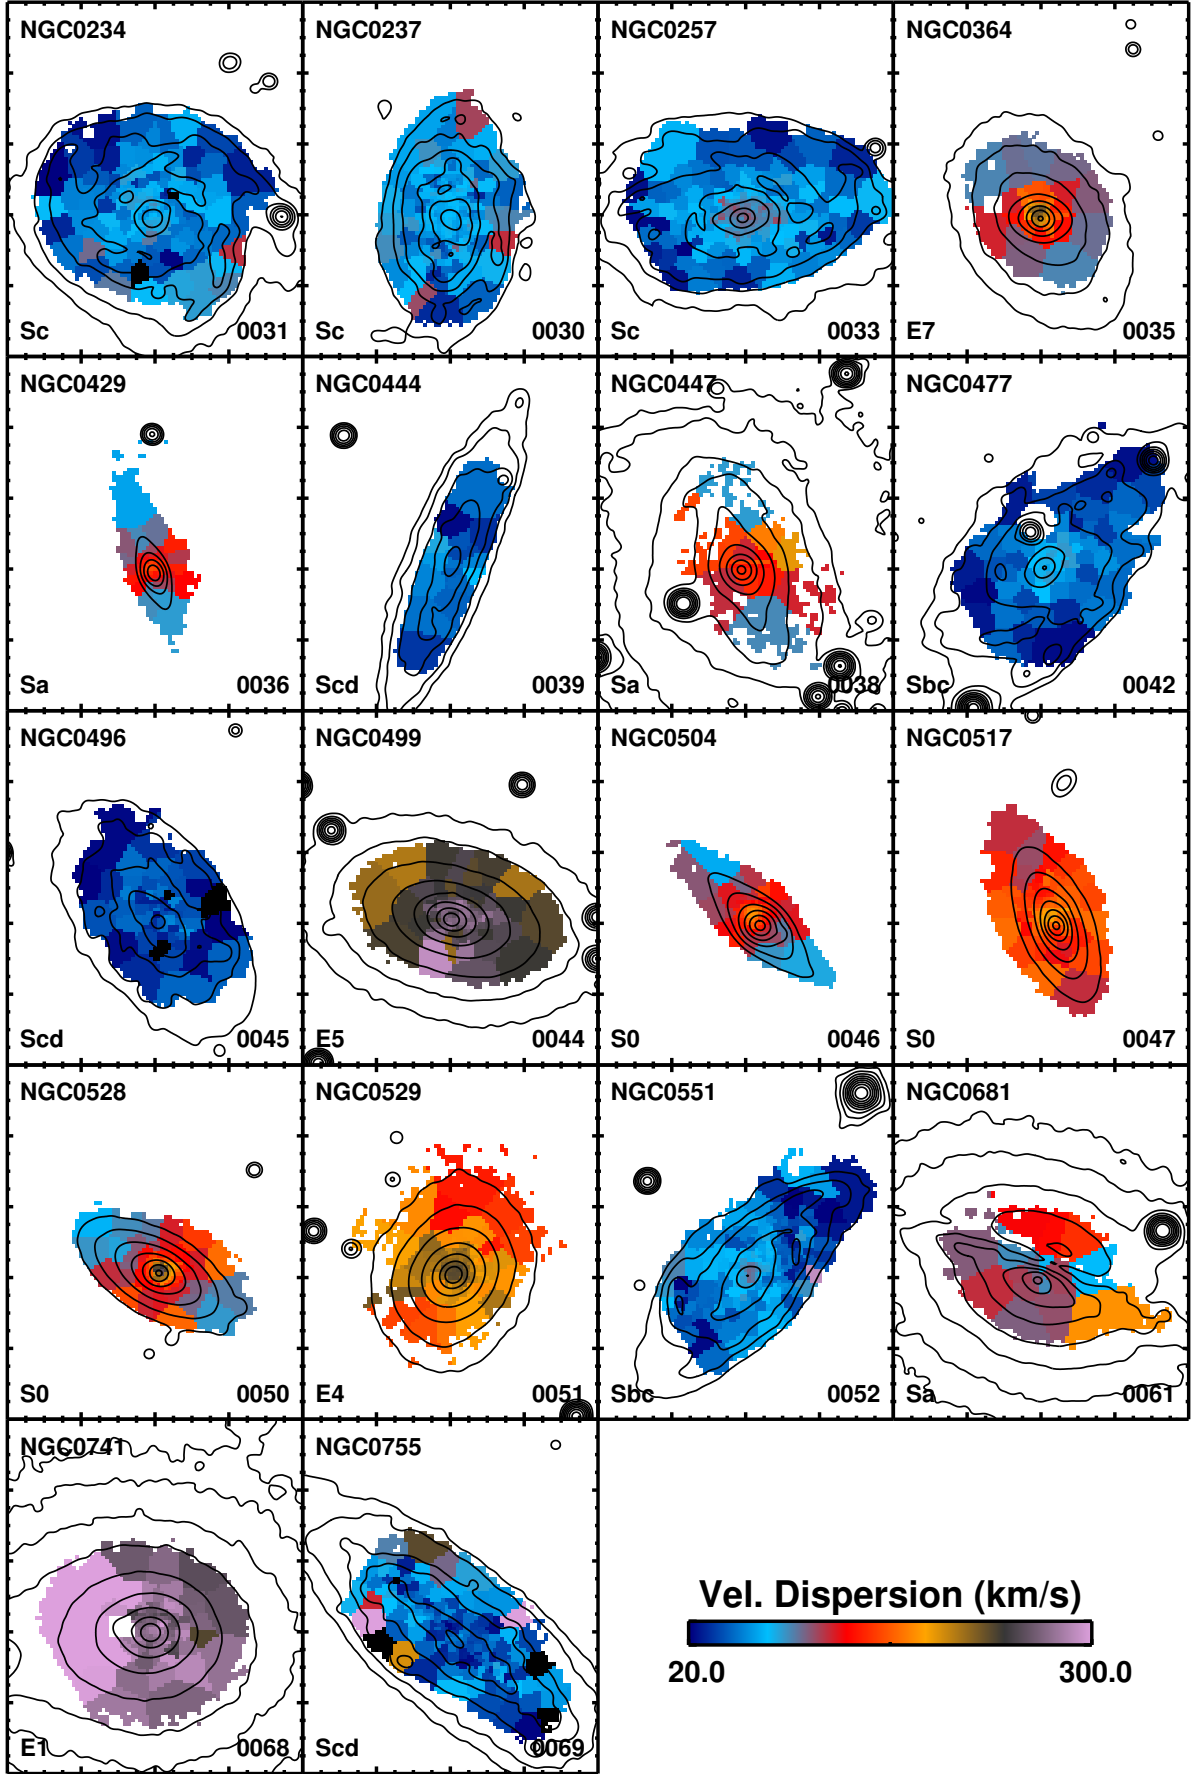 NGC0234
Sc 0031
NGC0237
Sc 0030
NGC0257
Sc 0033
NGC0364
E7 0035
NGC0429
Sa 0036
NGC0444
Scd 0039
NGC0447
Sa 0038
NGC0477
Sbc 0042
NGC0496
Scd 0045
NGC0499
E5 0044
NGC0504
S0 0046
NGC0517
S0 0047
NGC0528
S0 0050
NGC0529
E4 0051
NGC0551
Sbc 0052
NGC0681
Sa 0061
NGC0741
E1 0068
NGC0755
Scd 0069
Vel. Dispersion (km/s)
20.0 300.0